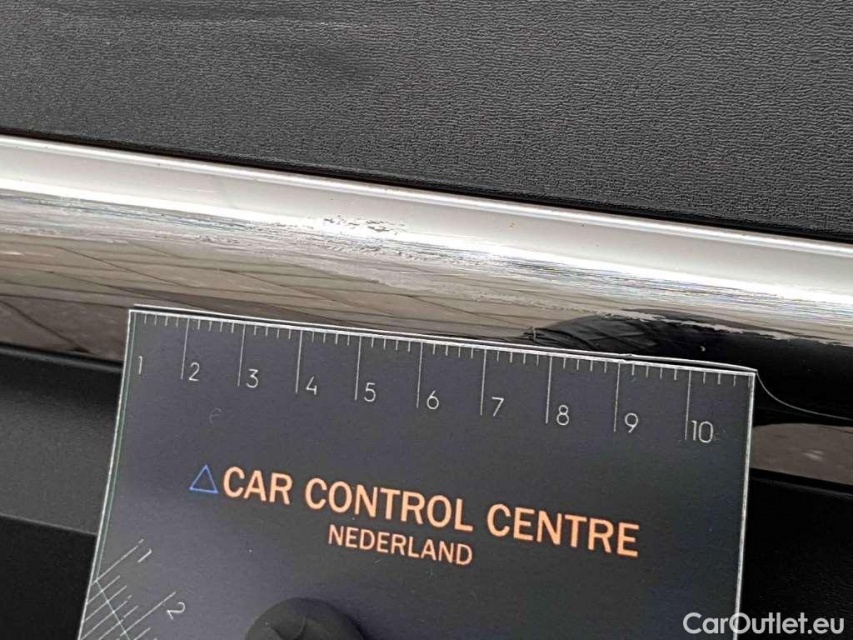 1 2 3 4 5 6 7 8 9 10
CAR CONTROL CENTRE
NEDERLAND
1
2
CarOutlet.eu